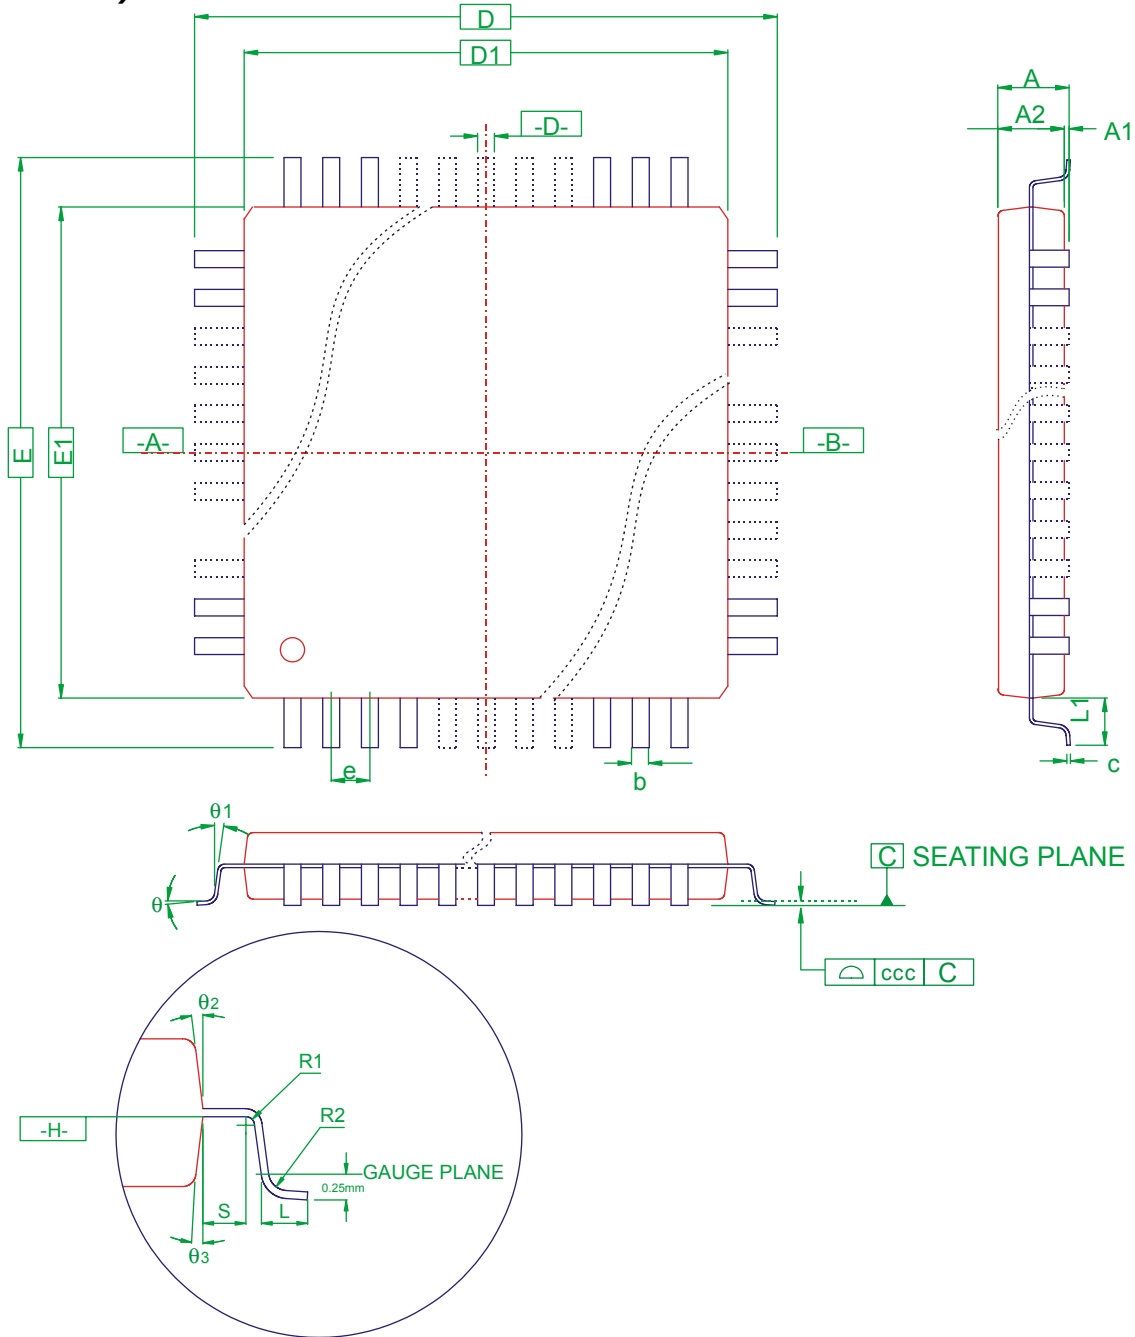 D
D1
-D-
A
A2
A1
E
E1
-A-
-B-
e
b
L1
c
θ1
θ
C SEATING PLANE
ccc C
θ2
R1
R2
-H-
GAUGE PLANE
0.25mm
S
L
θ3